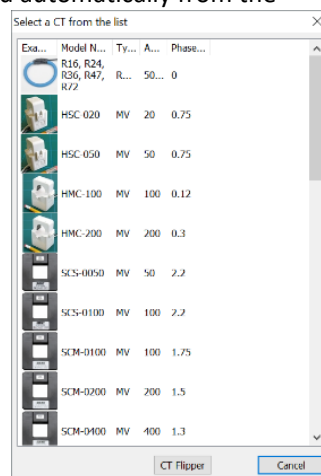 automatically from the
Select a CT from the list
Exa... Model N... Ty... A... Phase...
R16, R24,
R36, R47, R... 50... 0
R72
HSC-020 MV 20 0.75
HSC-050 MV 50 0.75
HMC-100 MV 100 0.12
HMC-200 MV 200 0.3
SCS-0050 MV 50 2.2
SCS-0100 MV 100 2.2
SCM-0100 MV 100 1.75
SCM-0200 MV 200 1.5
SCM-0400 MV 400 1.3
CT Flipper Cancel